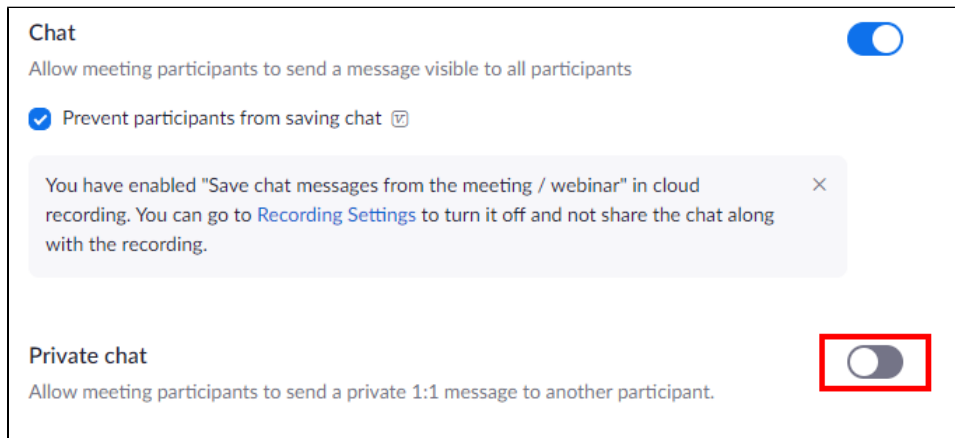 Chat
Allow meeting participants to send a message visible to all participants
Prevent participants from saving chat
You have enabled "Save chat messages from the meeting / webinar" in cloud
recording. You can go to Recording Settings to turn it off and not share the chat along
with the recording.
Private chat
Allow meeting participants to send a private 1:1 message to another participant.